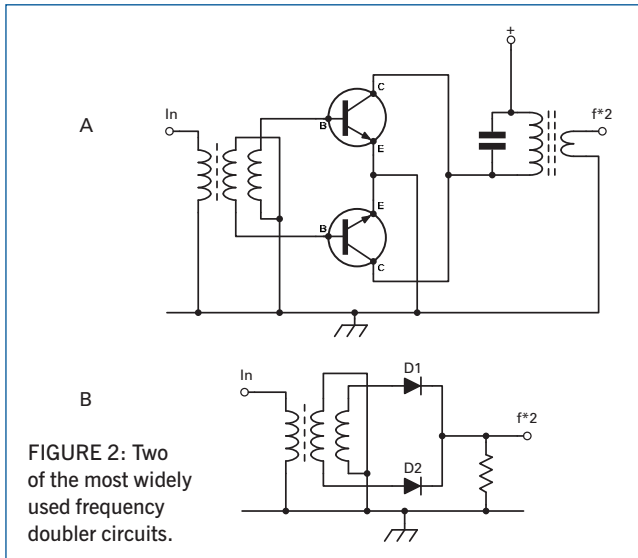 +
A
In
C
f*2
B
E
E
B
C
In
D1
B
f*2
D2
FIGURE 2: Two
of the most widely
used frequency
doubler circuits.